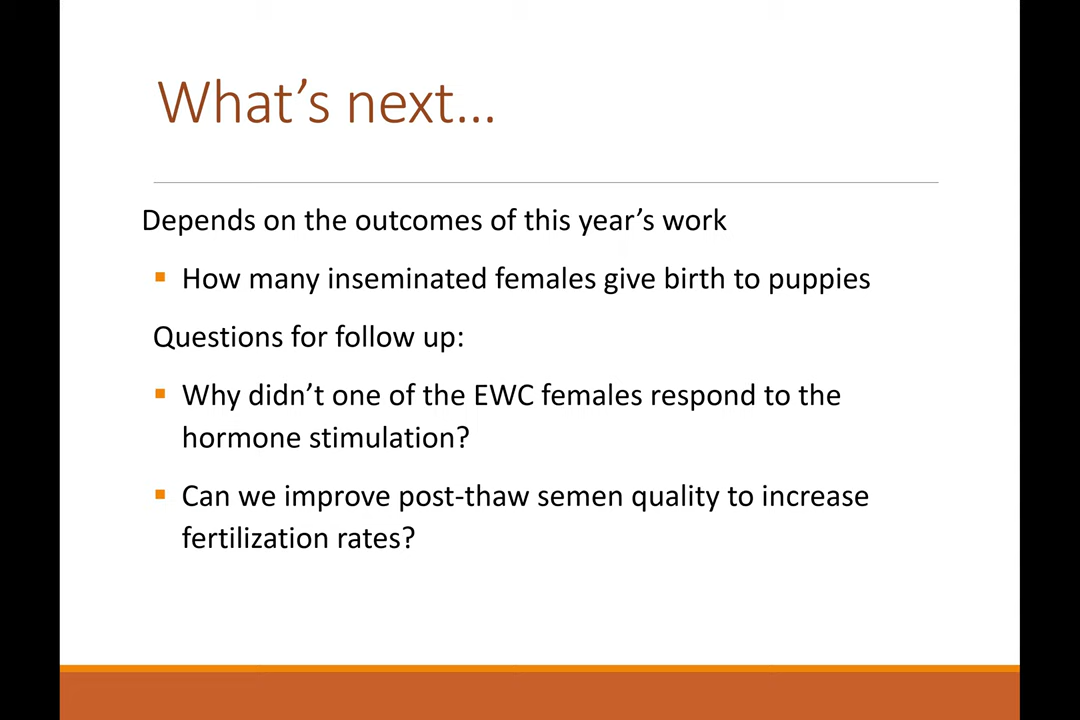 What’s next…
Depends on the outcomes of this year’s work
▪ How many inseminated females give birth to puppies
Questions for follow up:
▪ Why didn’t one of the EWC females respond to the
hormone stimulation?
▪ Can we improve post-thaw semen quality to increase
fertilization rates?